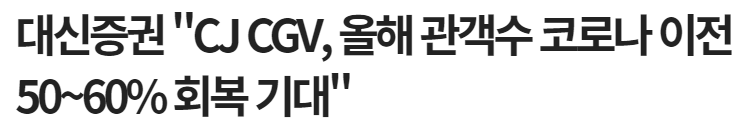 대신증권 "CJ CGV, 올해 관객수 코로나 이전
50~60% 회복 기대"